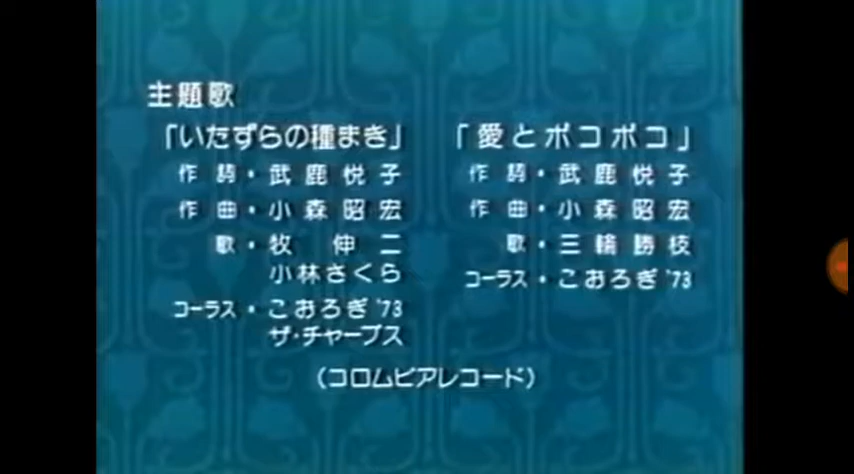 主題歌
「いたずらの種まき」
作詞・武鹿悦子
作曲・小森昭宏
歌・牧伸二
小林さくら
コーラス・こおろぎ'73
ザ・チャープス
「愛とポコポコ」
作詞・武鹿悦子
作曲・小森昭宏
歌・三輪勝枝
コーラス・こおろぎ'73
(コロムビアレコード)